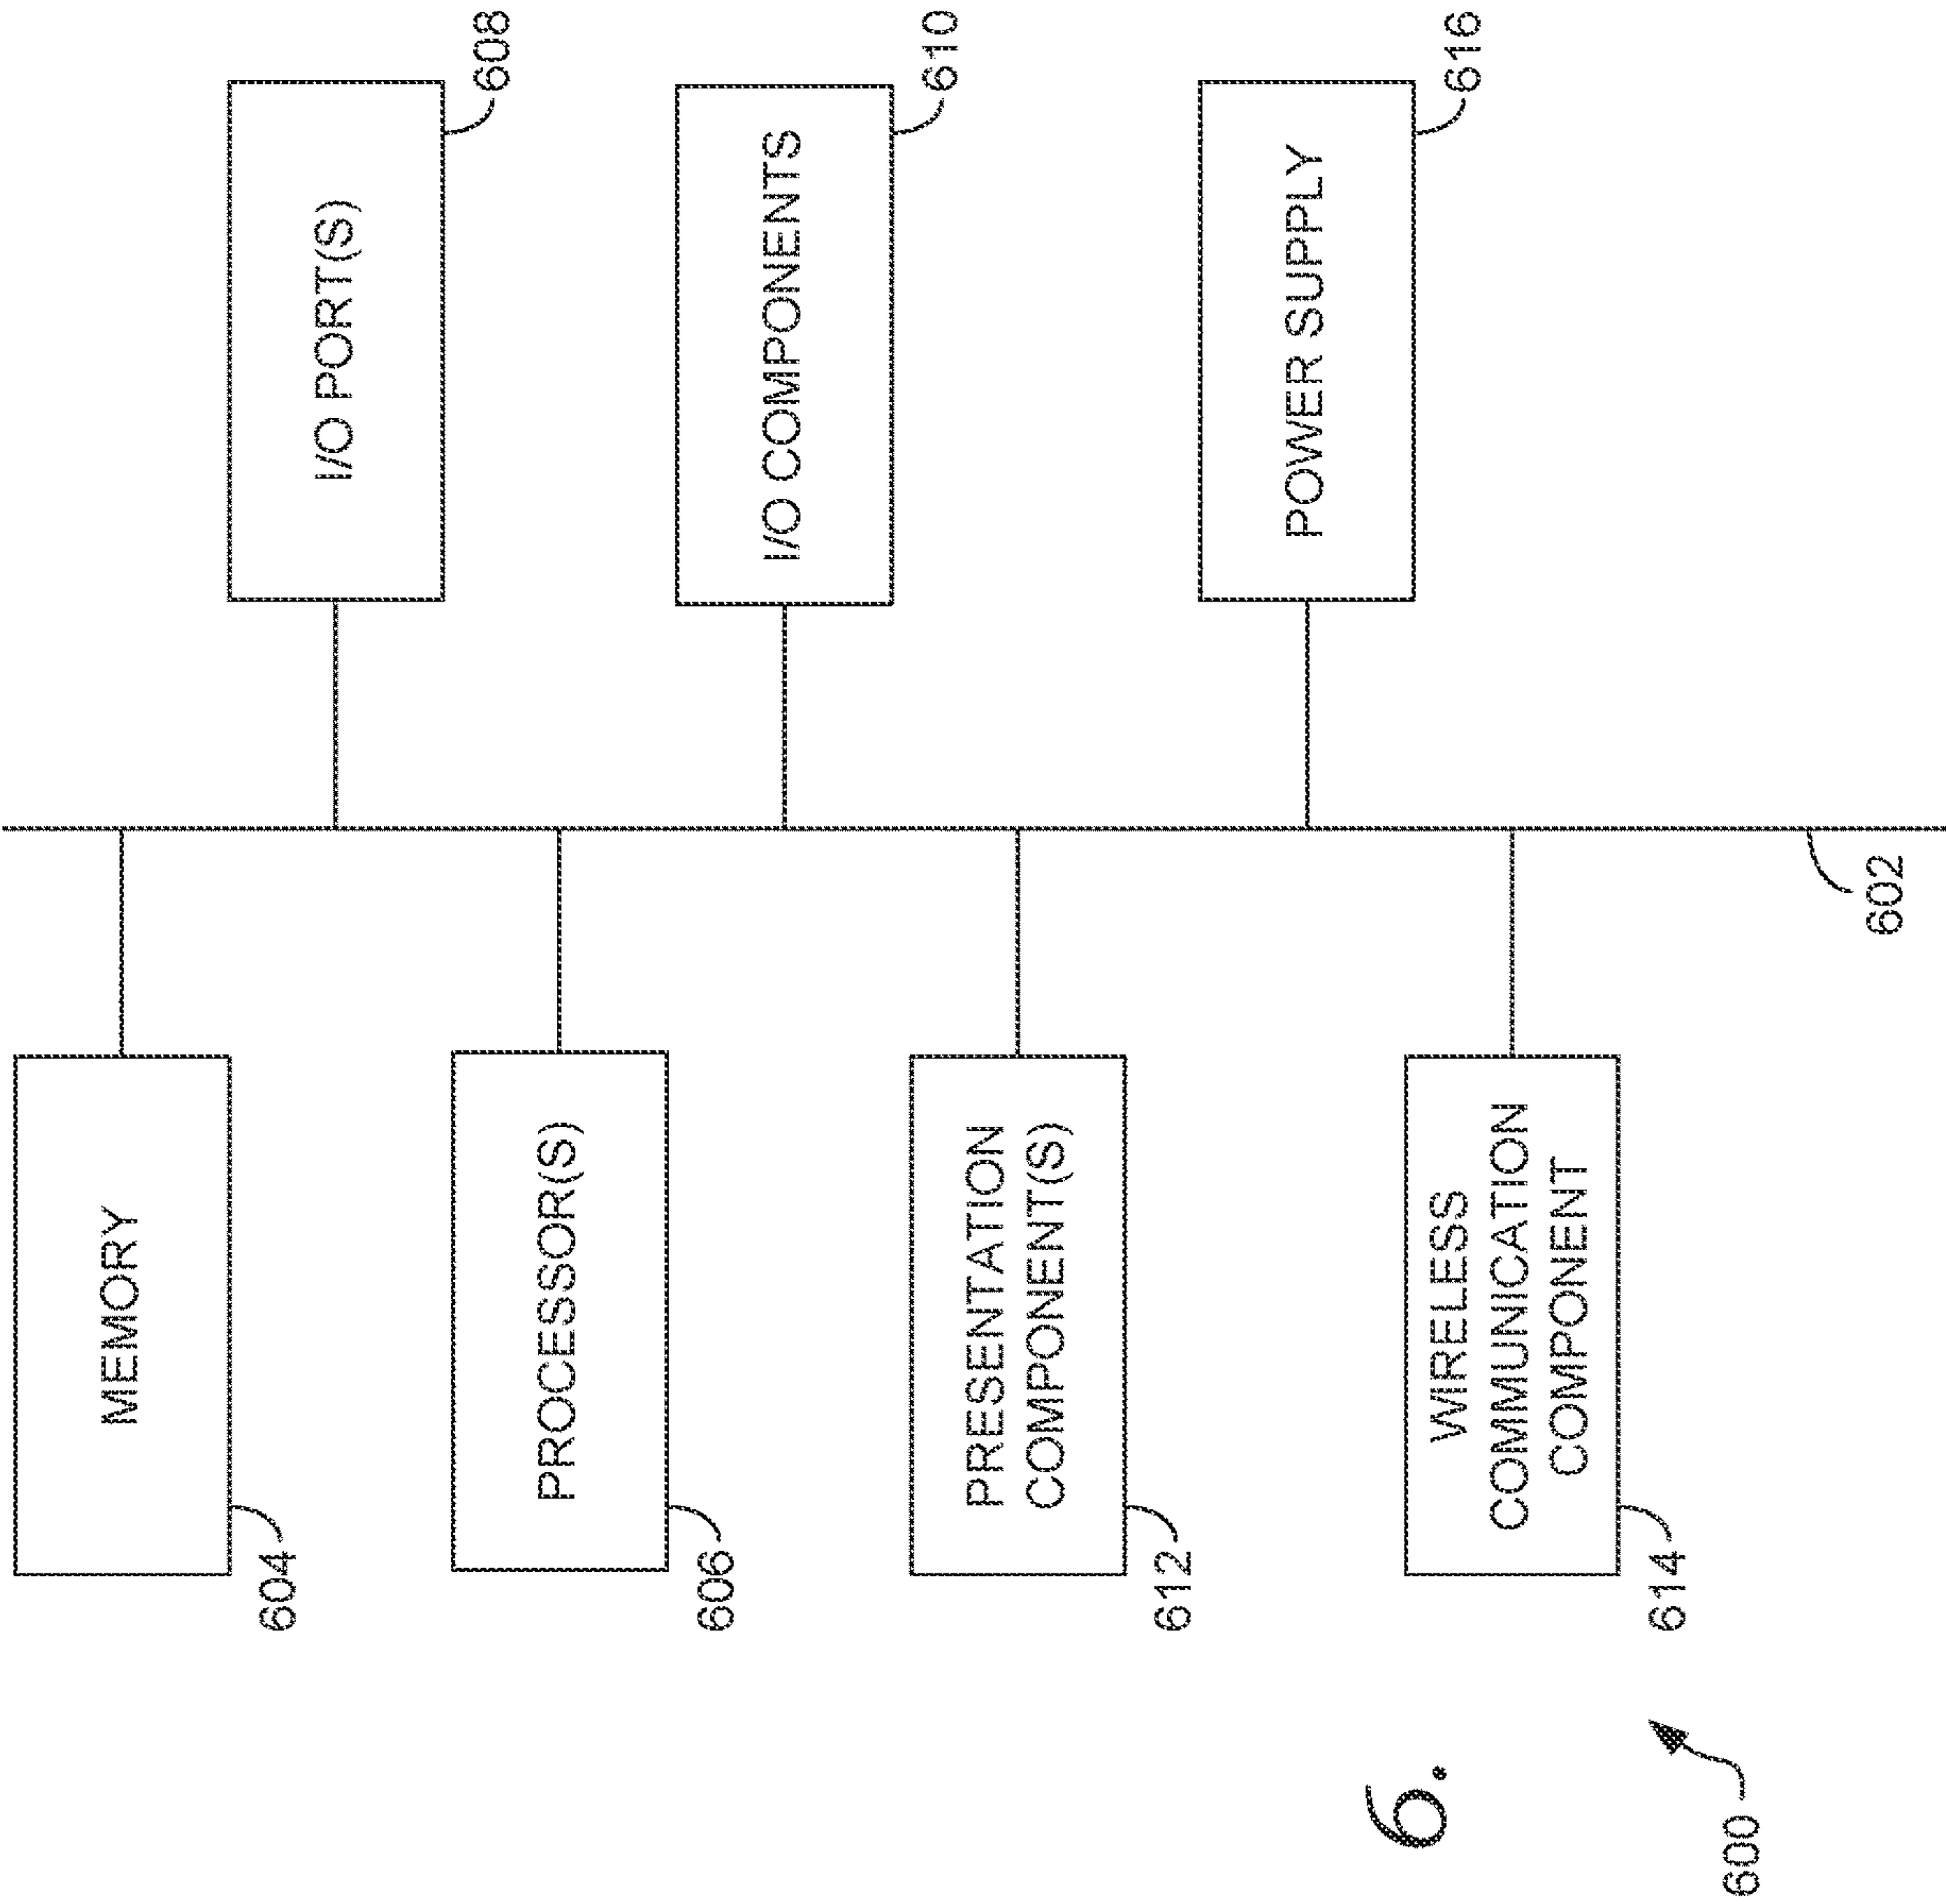 MEMORY
604
PROCESSOR(S)
606
PRESENTATION
COMPONENT(S)
612
WIRELESS
COMMUNICATION
COMPONENT
614
I/O PORT(S)
608
I/O COMPONENTS
610
POWER SUPPLY
616
602
600
6.